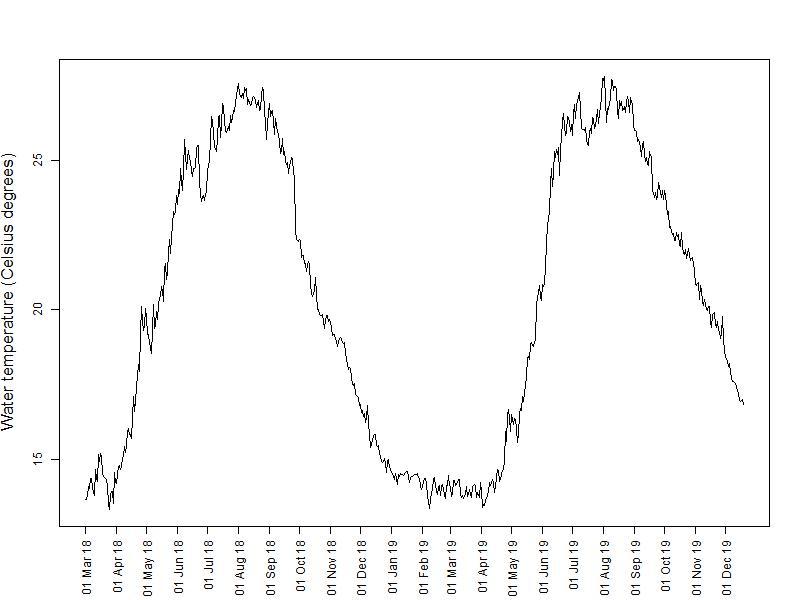 Water temperature (Celsius degrees)
25
20
15
01 Mar 18
01 Apr 18
01 May 18
01 Jun 18
01 Jul 18
01 Aug 18
01 Sep 18
01 Oct 18
01 Nov 18
01 Dec 18
01 Jan 19
01 Feb 19
01 Mar 19
01 Apr 19
01 May 19
01 Jun 19
01 Jul 19
01 Aug 19
01 Sep 19
01 Oct 19
01 Nov 19
01 Dec 19